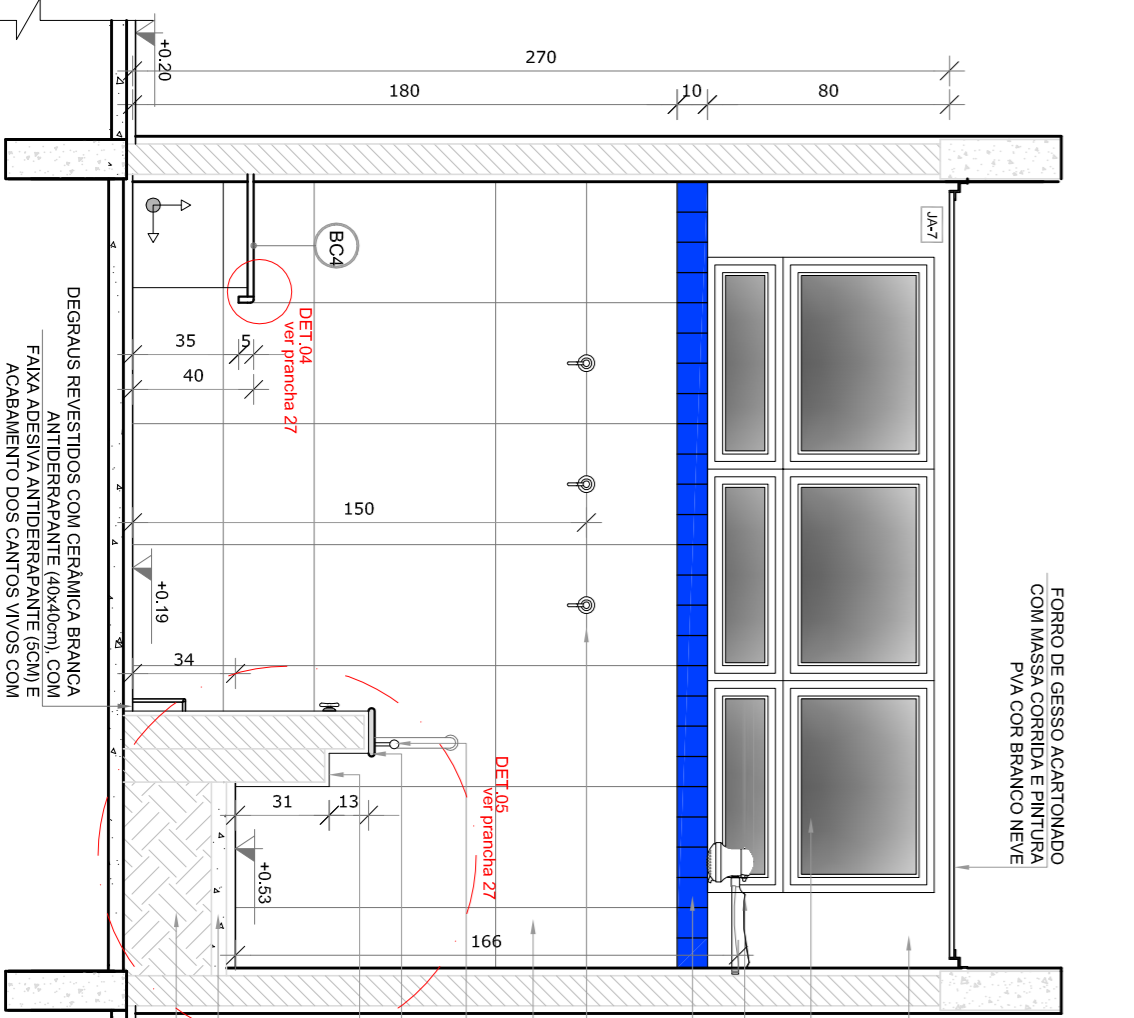 270
180
10
80
+0.20
JA-7
BC4
DET.04
ver prancha 27
35
5
40
150
+0.19
34
DET.05
ver prancha 27
31
13
+0.53
166
DEGRAUS REVESTIDOS COM CERÂMICA BRANCA
ANTIDERRAPANTE (40x40cm), COM
FAIXA ADESIVA ANTIDERRAPANTE (5CM) E
ACABAMENTO DOS CANTOS VIVOS COM
FORRO DE GESSO ACARTONADO
COM MASSA CORRIDA E PINTURA
PVA COR BRANCO NEVE